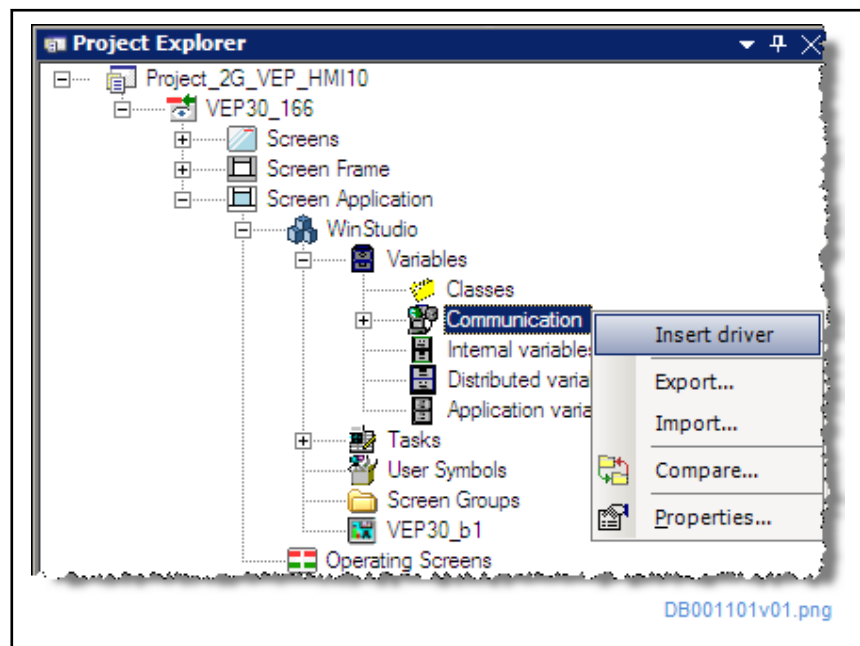 Project Explorer
Project_2G_VEP_HMI10
VEP30_166
Screens
Screen Frame
Screen Application
WinStudio
Variables
Classes
Communication
Insert driver
Internal variable
Distributed varia
Export...
Application varia
Import...
Tasks
User Symbols
Compare...
Screen Groups
Properties...
VEP30_b1
Operating Screens
DB001101v01.png